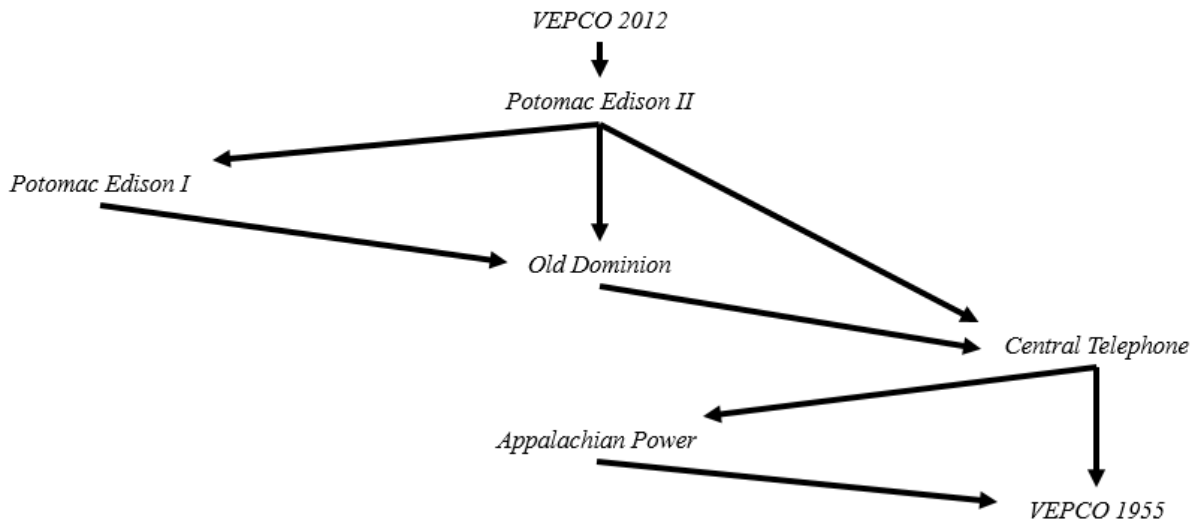 VEPCO 2012
Potomac Edison II
Potomac Edison I
Old Dominion
Central Telephone
Appalachian Power
VEPCO 1955